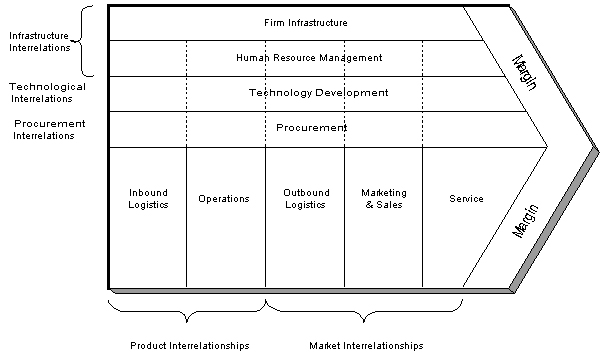 Firm Infrastructure
Infrastructure
Interrelations
Human Resource Management
Technological
Interrelations
Technology Development
Procurement
Interrelations
Procurement
Margin
Margin
Inbound
Logistics
Operations
Outbound
Logistics
Marketing
& Sales
Service
Product Interrelationships
Market Interrelationships